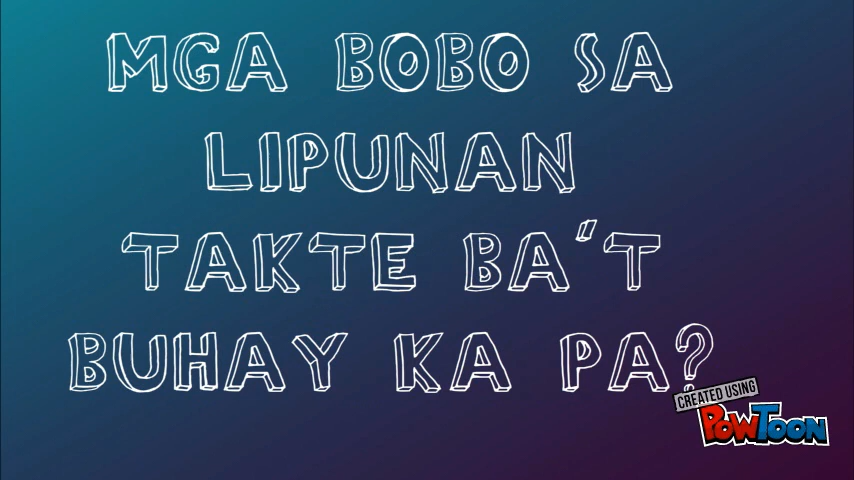 MGA BOBO SA
LIPUNAN
TAKTE BA'T
BUHAY KA PA?
CREATED USING
POWTOON